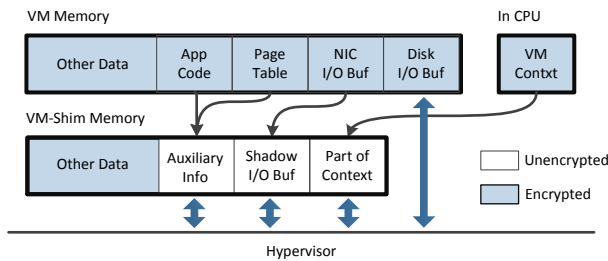 VM Memory
In CPU
Other Data
App
Code
Page
Table
NIC
I/O Buf
Disk
I/O Buf
VM
Contxt
VM-Shim Memory
Other Data
Auxiliary
Info
Shadow
I/O Buf
Part of
Context
Unencrypted
Encrypted
Hypervisor